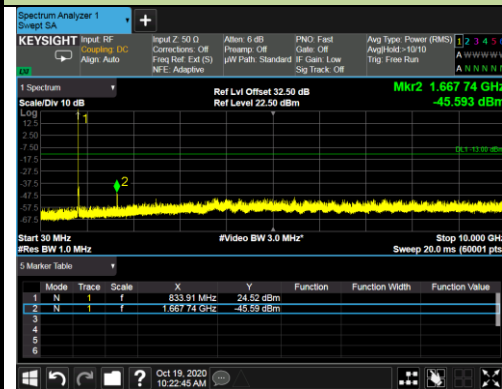 Spectrum Analyzer 1
Swept SA
+
KEYSIGHT Input: RF Input Z: 50 Ω Atten: 6 dB PNO: Fast Avg Type: Power (RMS) 1 2 3 4 5
Coupling: DC Corrections: Off Preamp: Off Gate: Off Avg|Hold:>10/10
Align: Auto Freq Ref: Ext (S) µW Path: Standard IF Gain: Low Trig: Free Run
NFE: Adaptive Sig Track: Off
1 Spectrum Ref Lvl Offset 32.50 dB Mkr2 1.667 74 GHz
Scale/Div 10 dB Ref Level 22.50 dBm -45.593 dBm
Log
12.5
2.50
-7.50
DL1 -13.00 dBm
-17.5
-27.5
-37.5
-47.5
-57.5
-67.5
1
2
Start 30 MHz #Video BW 3.0 MHz* Stop 10.000 GHz
#Res BW 1.0 MHz Sweep 20.0 ms (60001 pts)
5 Marker Table
Mode Trace Scale X Y Function Function Width Function Value
1 N 1 f 833.91 MHz 24.52 dBm
2 N 1 f 1.667 74 GHz -45.59 dBm
3
4
5
6
? Oct 19, 2020
10:22:45 AM